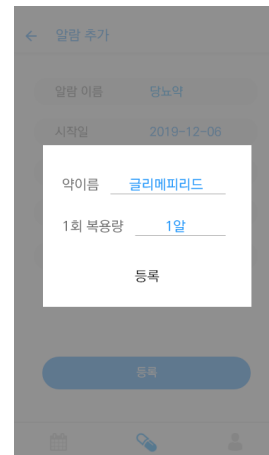 ← 알람 추가
알람 이름 당뇨약
시작일 2019-12-06
약이름 글리메피리드
1회 복용량 1알
등록
등록